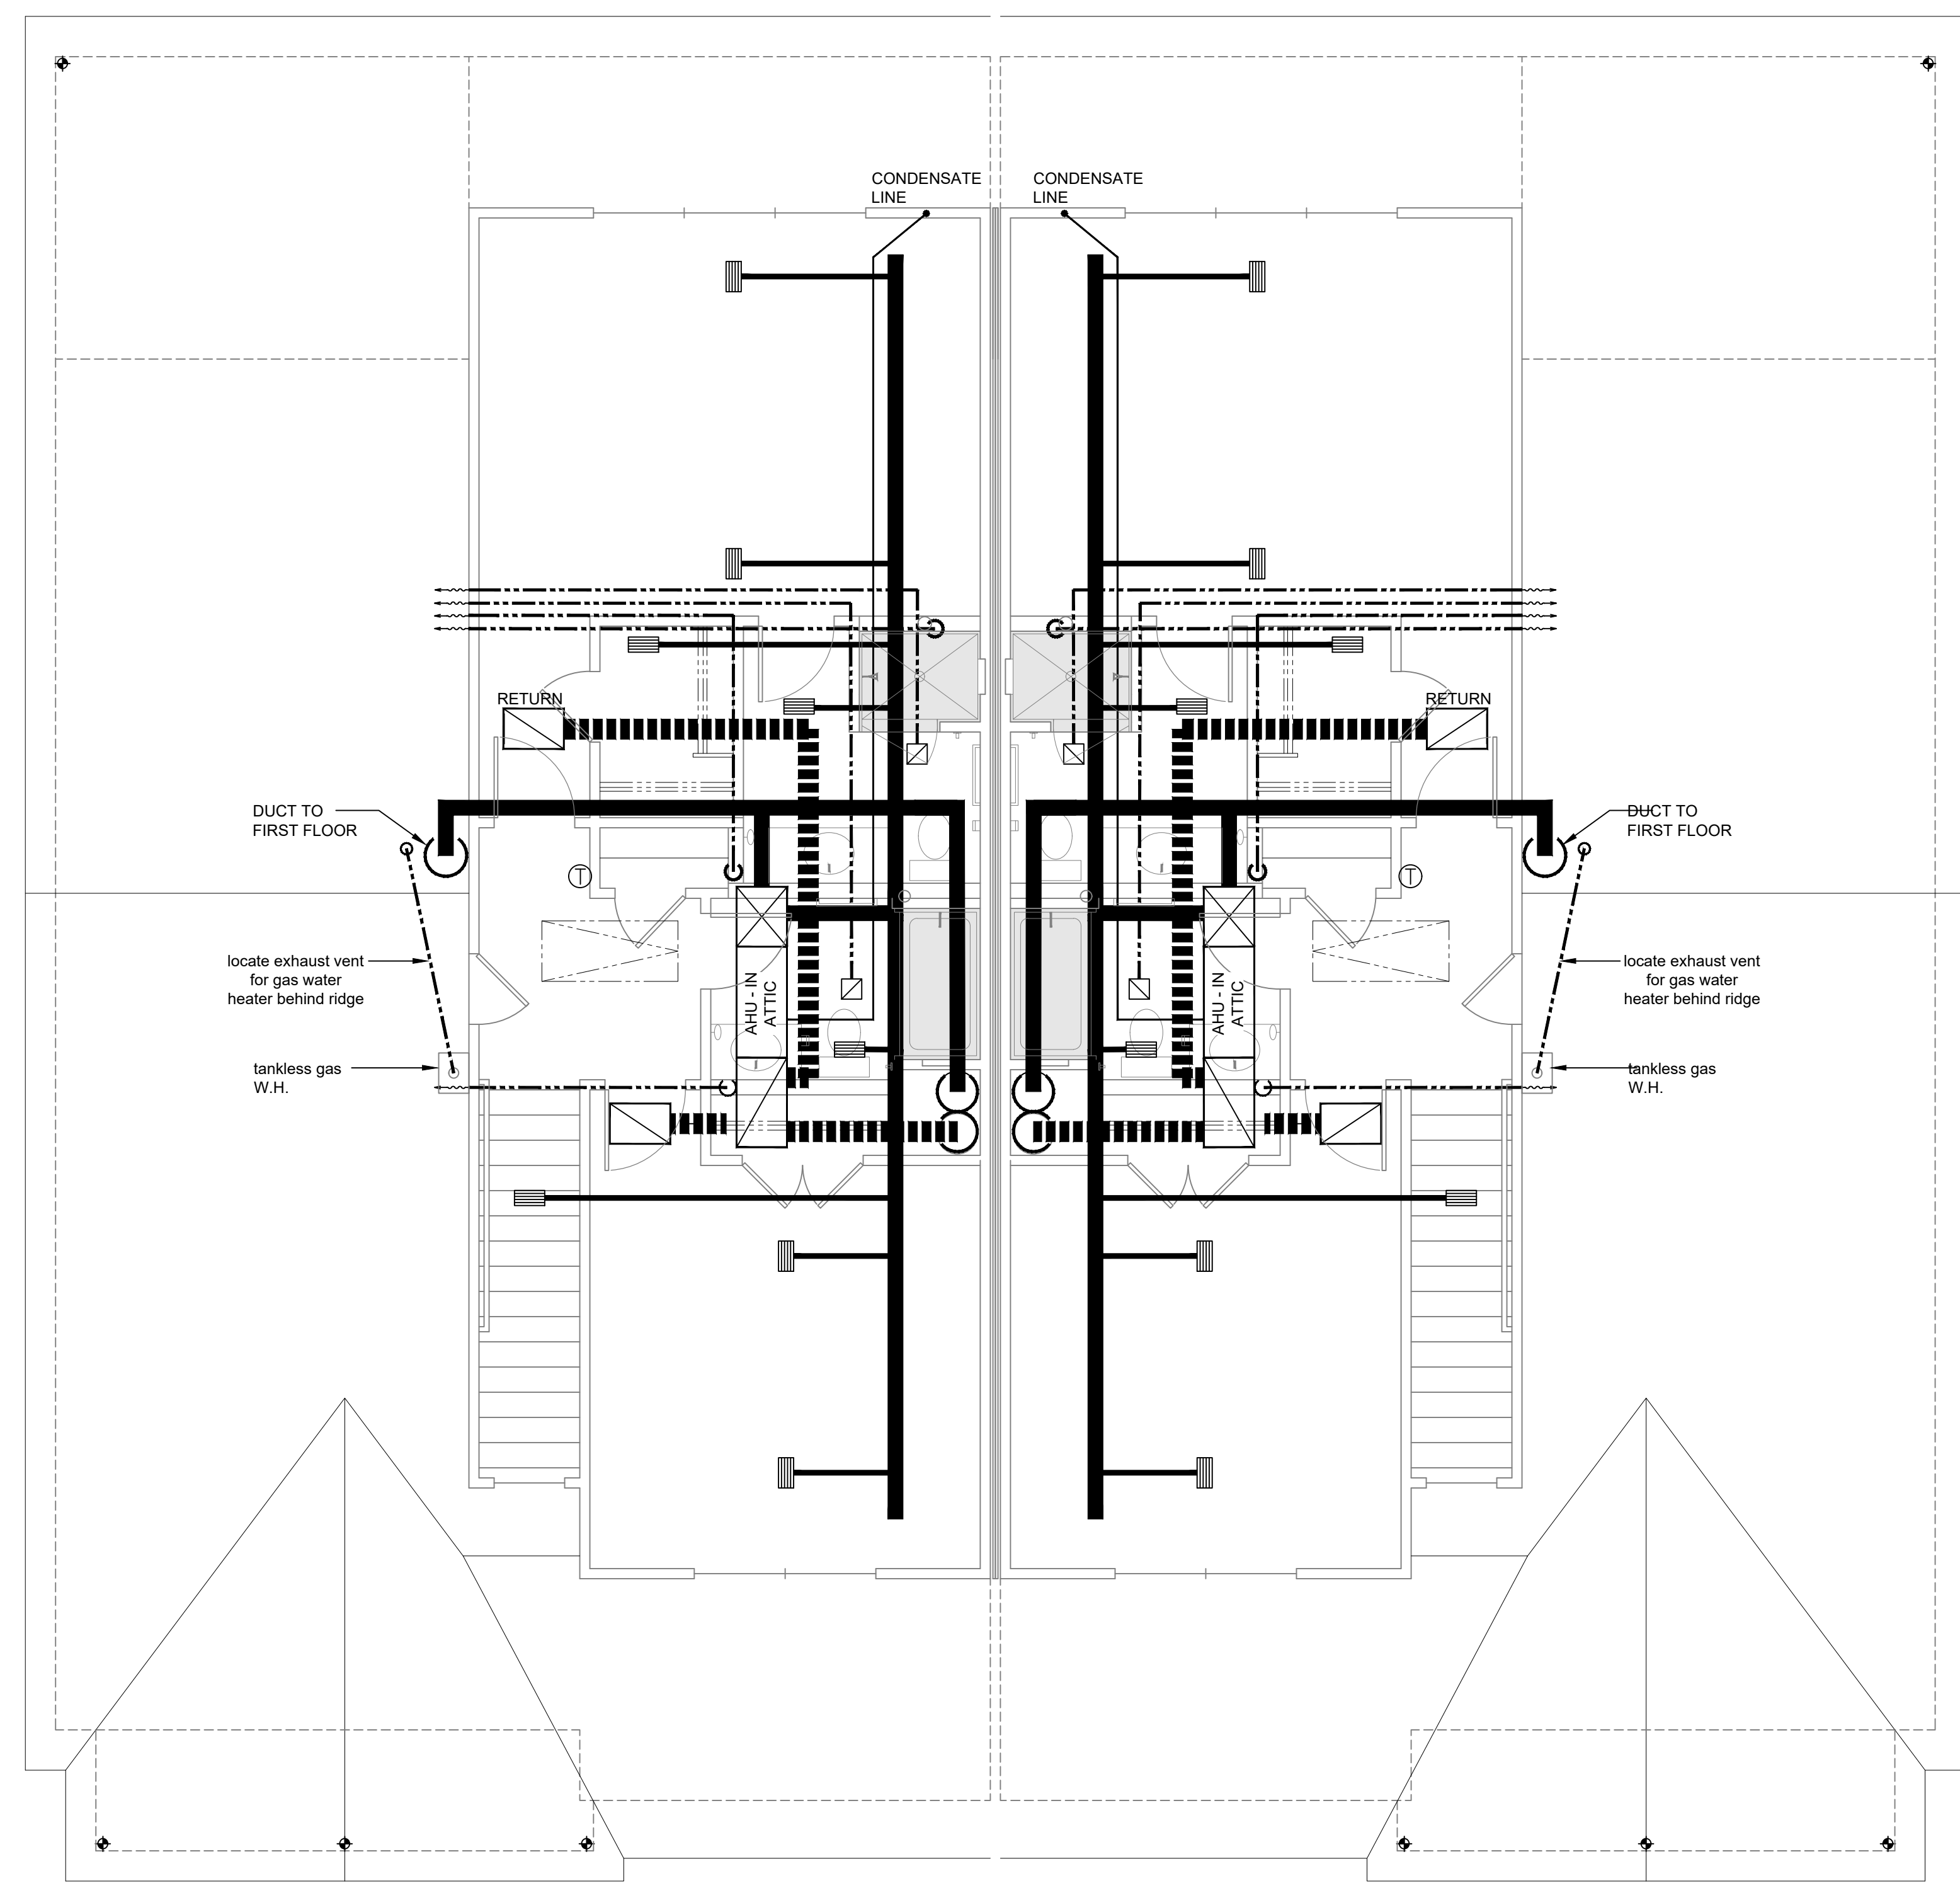 CONDENSATE
LINE
CONDENSATE
LINE
RETURN
RETURN
DUCT TO
FIRST FLOOR
DUCT TO
FIRST FLOOR
T
T
locate exhaust vent
for gas water
heater behind ridge
AHU - IN
ATTIC
AHU - IN
ATTIC
locate exhaust vent
for gas water
heater behind ridge
tankless gas
W.H.
tankless gas
W.H.